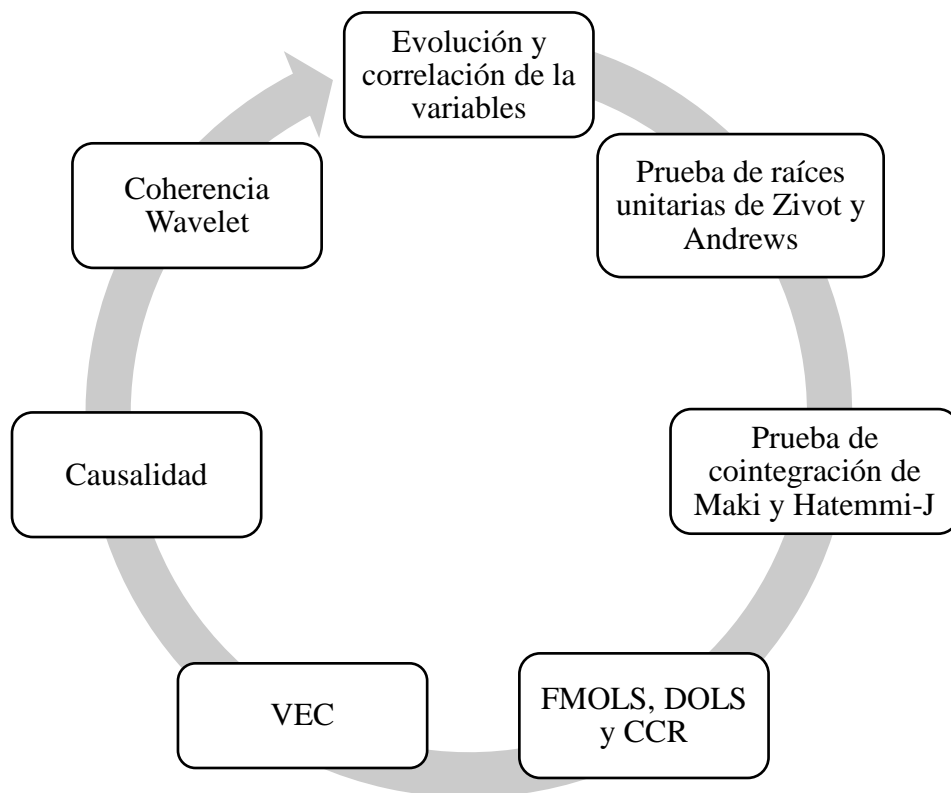 Evolución y
correlación de la
variables
Prueba de raíces
unitarias de Zivot y
Andrews
Prueba de
cointegración de
Maki y Hatemmi-J
FMOLS, DOLS
y CCR
VEC
Causalidad
Coherencia
Wavelet